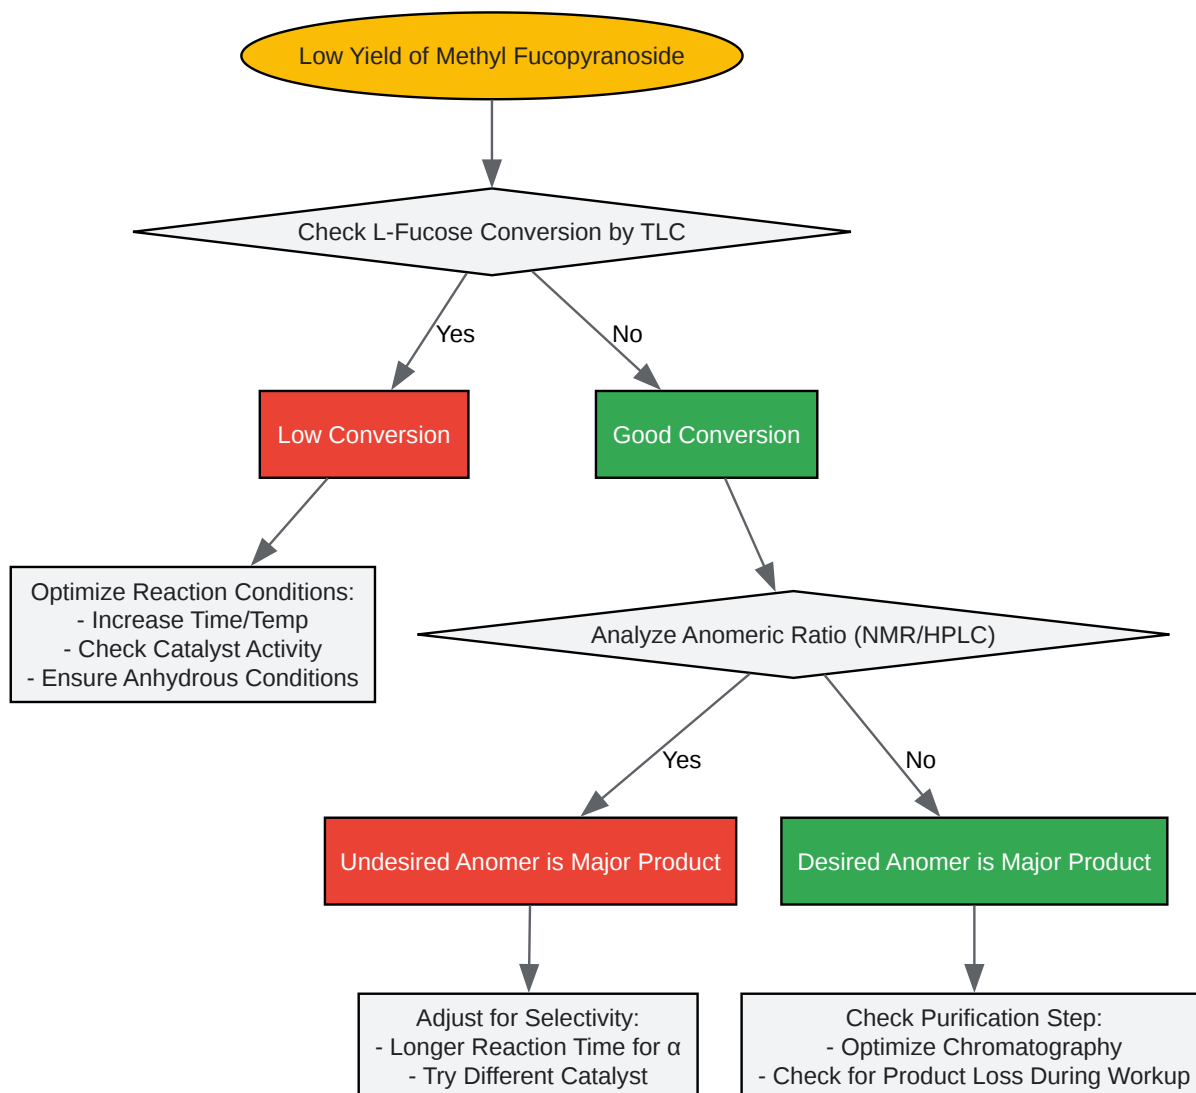 Low Yield of Methyl Fucopyranoside
Check L-Fucose Conversion by TLC
Yes
No
Low Conversion
Good Conversion
Optimize Reaction Conditions:
- Increase Time/Temp
- Check Catalyst Activity
- Ensure Anhydrous Conditions
Analyze Anomeric Ratio (NMR/HPLC)
Yes
No
Undesired Anomer is Major Product
Desired Anomer is Major Product
Adjust for Selectivity:
- Longer Reaction Time for α
- Try Different Catalyst
Check Purification Step:
- Optimize Chromatography
- Check for Product Loss During Workup